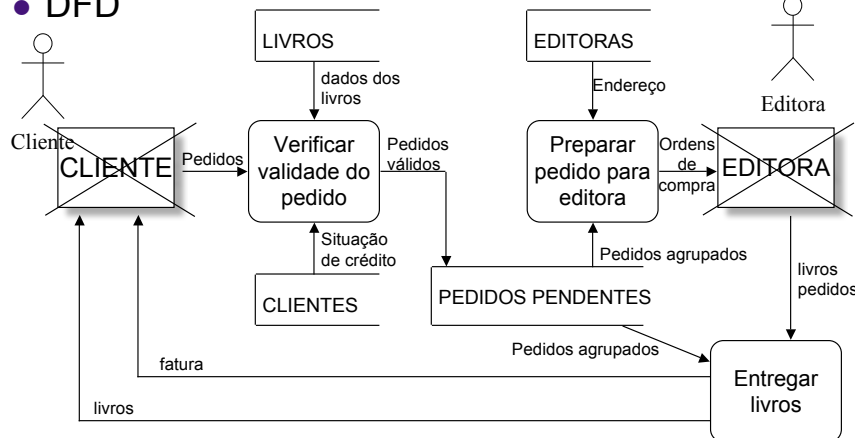 • DFD
LIVROS
EDITORAS
dados dos
livros
Endereço
Cliente
Editora
CLIENTE
Pedidos
Verificar
validade do
pedido
Pedidos
válidos
Preparar
pedido para
editora
Ordens
de
compra
EDITORA
Situação
de crédito
CLIENTES
PEDIDOS PENDENTES
Pedidos agrupados
livros
pedidos
Pedidos agrupados
fatura
livros
Entregar
livros